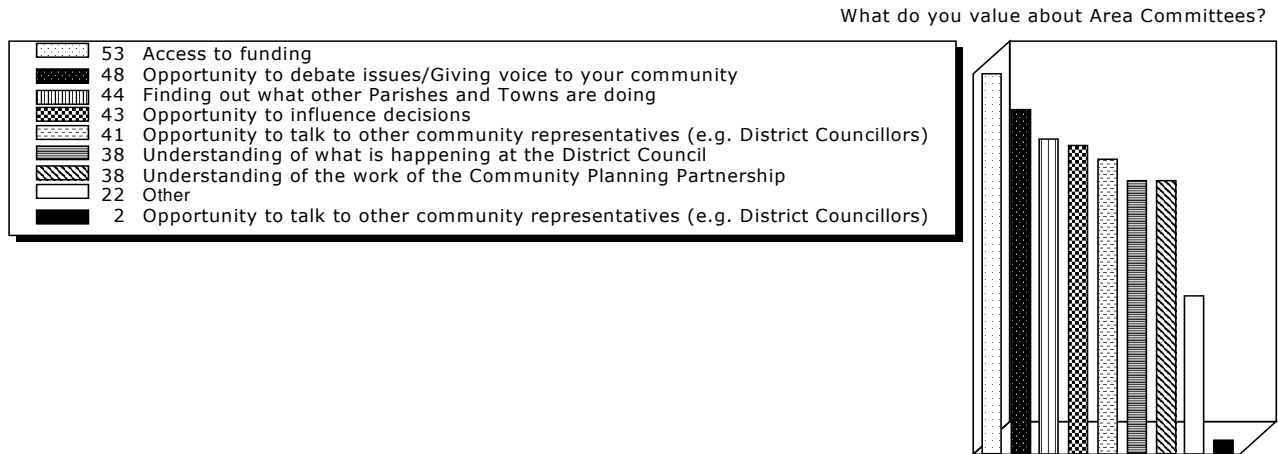 What do you value about Area Committees?
53 Access to funding
48 Opportunity to debate issues/Giving voice to your community
44 Finding out what other Parishes and Towns are doing
43 Opportunity to influence decisions
41 Opportunity to talk to other community representatives (e.g. District Councillors)
38 Understanding of what is happening at the District Council
38 Understanding of the work of the Community Planning Partnership
22 Other
2 Opportunity to talk to other community representatives (e.g. District Councillors)